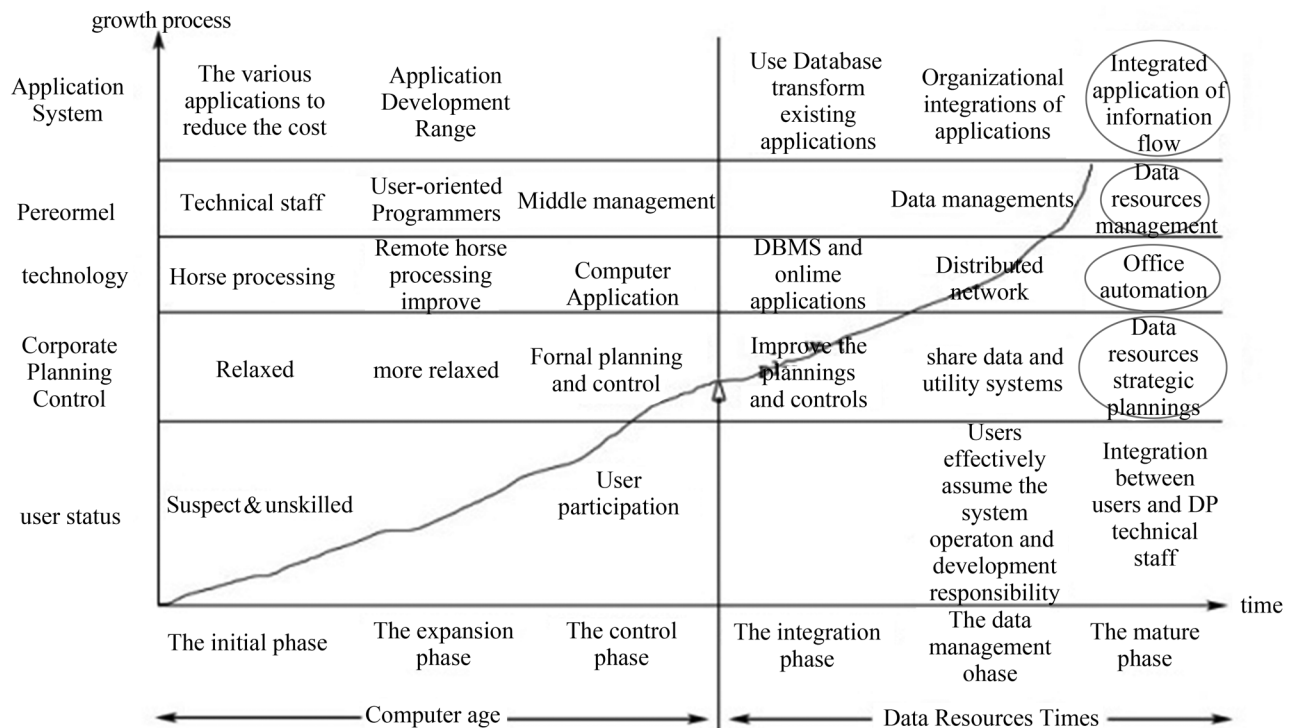 growth process
Application
System
The various
applications to
reduce the cost
Application
Development
Range
Use Database
transform
existing
applications
Organizational
integrations of
applications
Integrated
application of
infornation
flow
Pereormel
Technical staff
User-oriented
Programmers
Middle management
Data managements
Data
resources
management
technology
Horse processing
Remote horse
processing
improve
Computer
Application
DBMS and
onlime
applications
Distributed
network
Office
automation
Corporate
Planning
Control
Relaxed
more relaxed
Fornal planning
and control
Improve the
plannings
and controls
share data and
utility systems
Data
resources
strategic
plannings
user status
Suspect & unskilled
User
participation
Users
effectively
assume the
system
operaton and
development
responsibility
Integration
between
users and DP
technical
staff
time
The initial phase
The expansion
phase
The control
phase
The integration
phase
The data
management
ohase
The mature
phase
Computer age
Data Resources Times